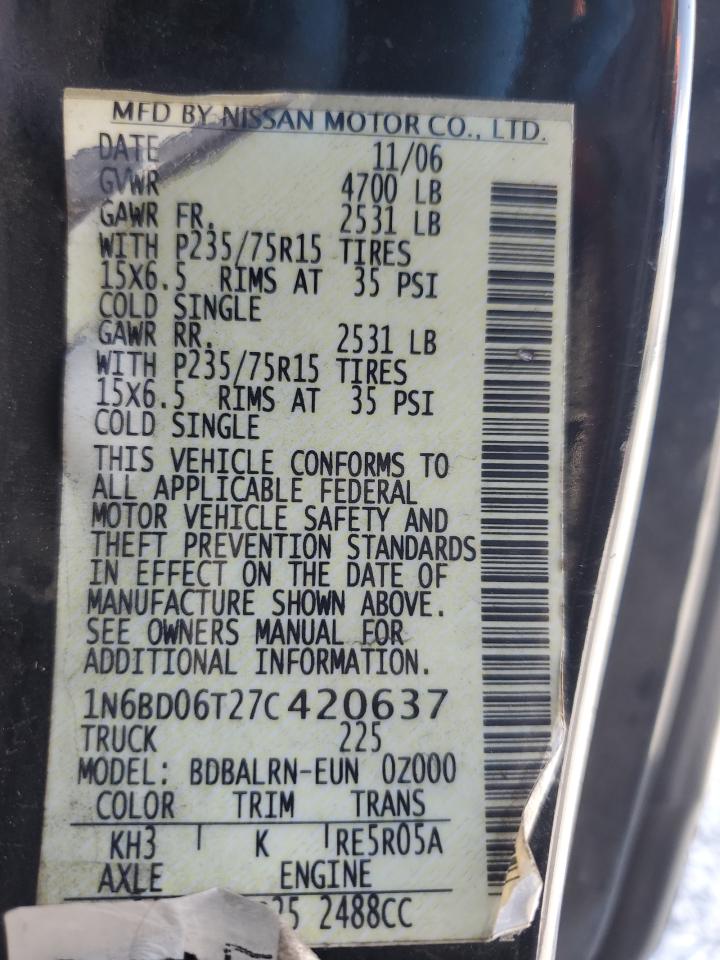 MFD BY NISSAN MOTOR CO., LTD.
DATE 11/06
GVWR 4700 LB
GAWR FR. 2531 LB
WITH P235/75R15 TIRES
15X6.5 RIMS AT 35 PSI
COLD SINGLE
GAWR RR. 2531 LB
WITH P235/75R15 TIRES
15X6.5 RIMS AT 35 PSI
COLD SINGLE
THIS VEHICLE CONFORMS TO
ALL APPLICABLE FEDERAL
MOTOR VEHICLE SAFETY AND
THEFT PREVENTION STANDARDS
IN EFFECT ON THE DATE OF
MANUFACTURE SHOWN ABOVE.
SEE OWNERS MANUAL FOR
ADDITIONAL INFORMATION.
1N6BD06T27C420637
TRUCK 225
MODEL: BDBALRN-EUN 0Z000
COLOR TRIM TRANS
KH3 K RE5R05A
AXLE ENGINE
2488CC